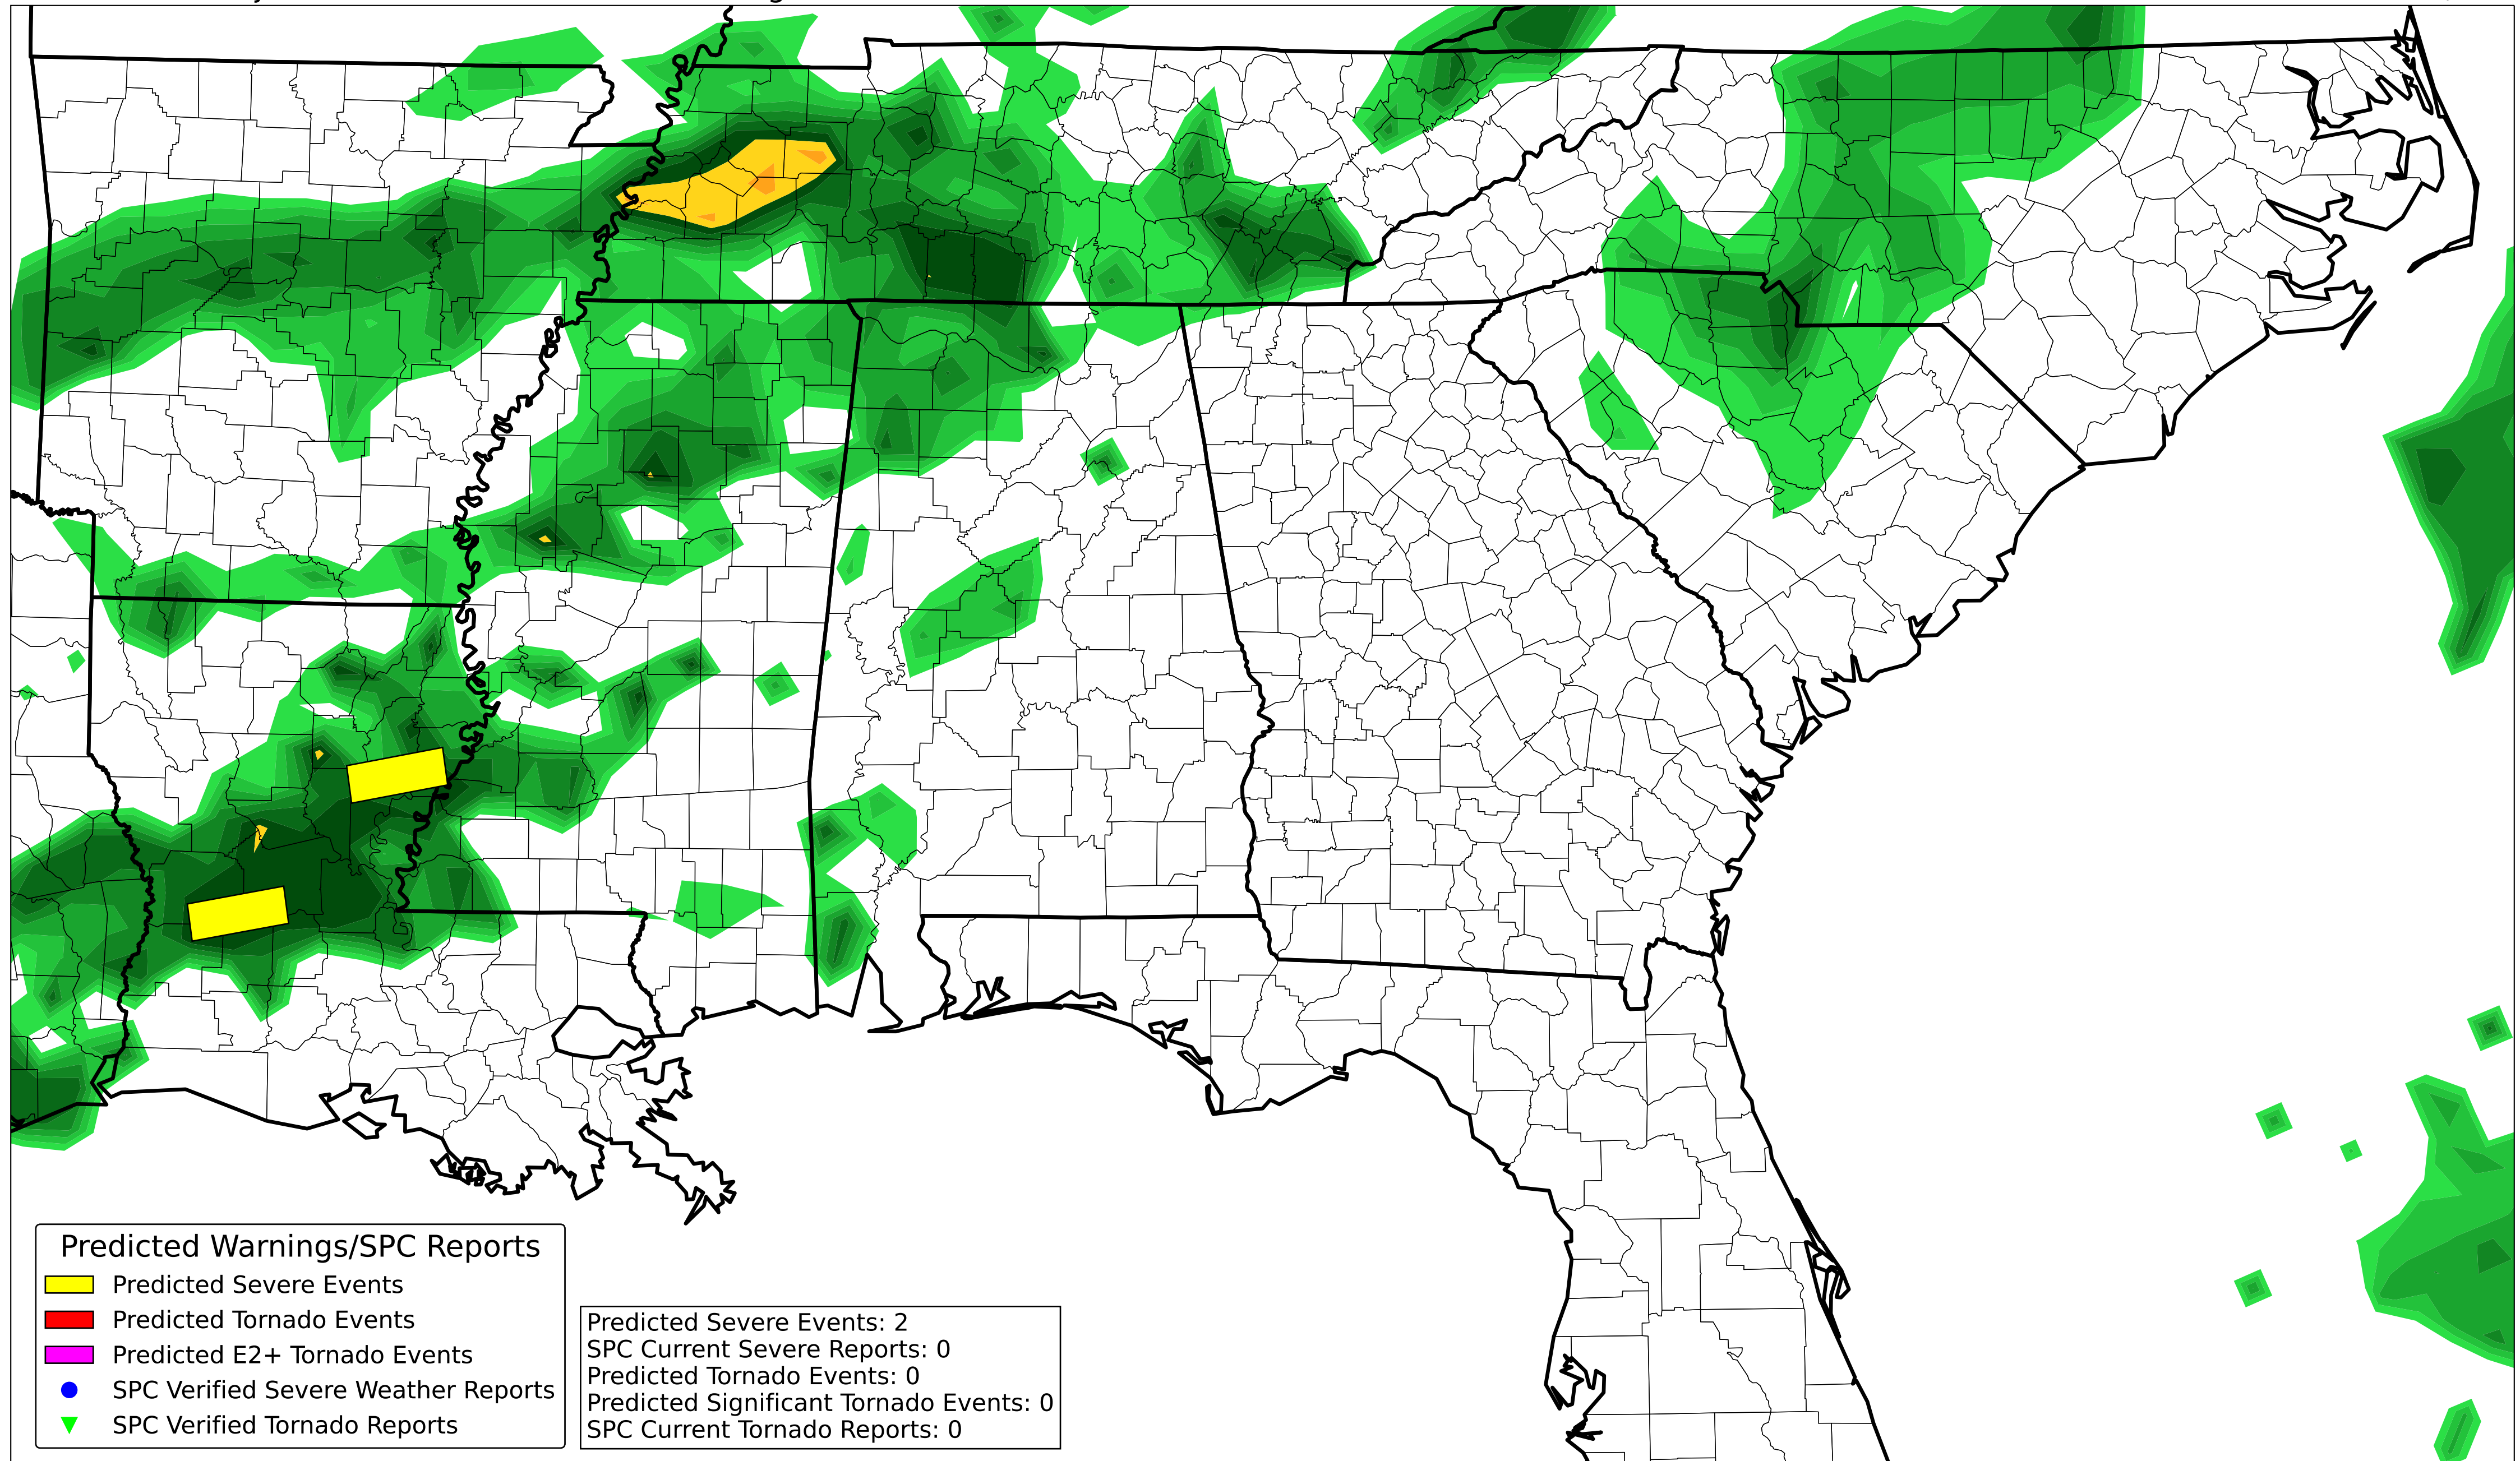 Predicted Warnings/SPC Reports
Predicted Severe Events
Predicted Tornado Events
Predicted E2+ Tornado Events
SPC Verified Severe Weather Reports
SPC Verified Tornado Reports
Predicted Severe Events: 2
SPC Current Severe Reports: 0
Predicted Tornado Events: 0
Predicted Significant Tornado Events: 0
SPC Current Tornado Reports: 0